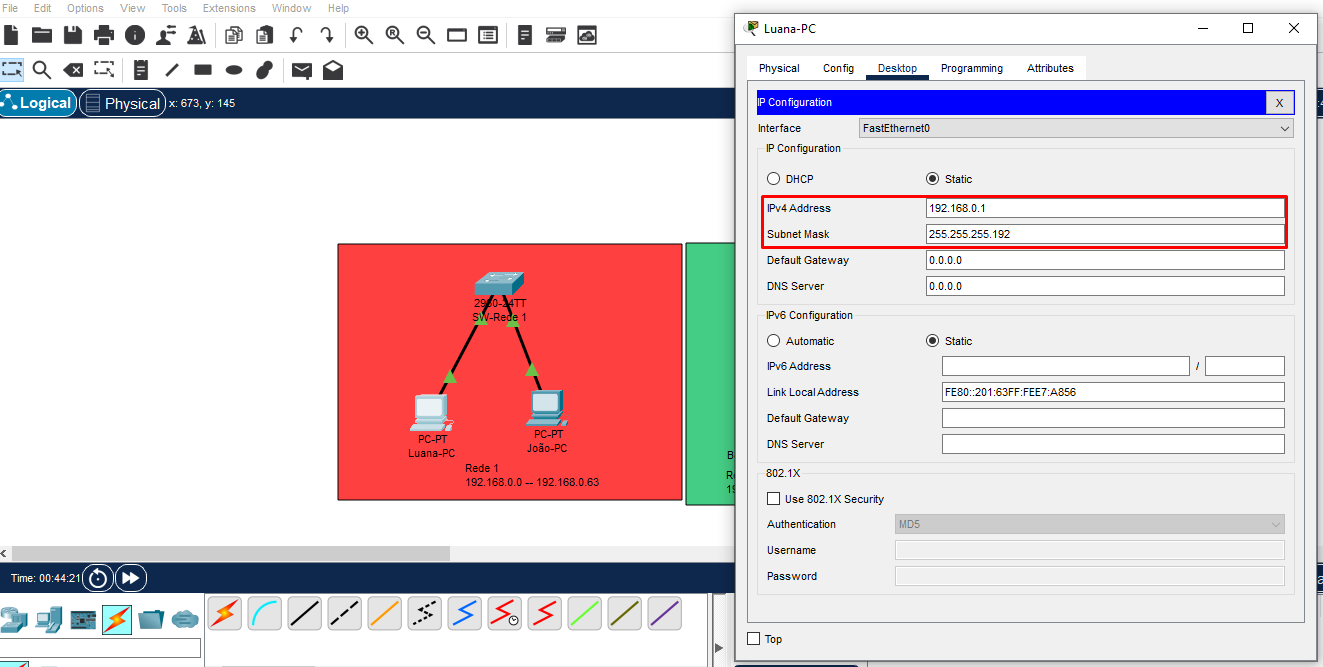 File Edit Options View Tools Extensions Window Help
Logical Physical x: 673, y: 145
2960-24TT
SW-Rede 1
PC-PT
Luana-PC
PC-PT
João-PC
Rede 1
192.168.0.0 -- 192.168.0.63
Time: 00:44:21
Luana-PC
Physical Config Desktop Programming Attributes
IP Configuration X
Interface FastEthernet0
IP Configuration
DHCP Static
IPv4 Address 192.168.0.1
Subnet Mask 255.255.255.192
Default Gateway 0.0.0.0
DNS Server 0.0.0.0
IPv6 Configuration
Automatic Static
IPv6 Address /
Link Local Address FE80::201:63FF:FEE7:A856
Default Gateway
DNS Server
802.1X
Use 802.1X Security
Authentication MD5
Username
Password
Top